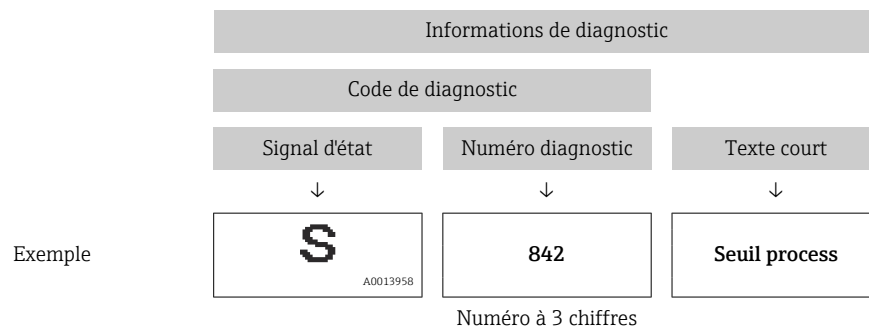 Informations de diagnostic
Code de diagnostic
Signal d'état Numéro diagnostic Texte court
↓ ↓ ↓
Exemple S 842 Seuil process
A0013958
Numéro à 3 chiffres